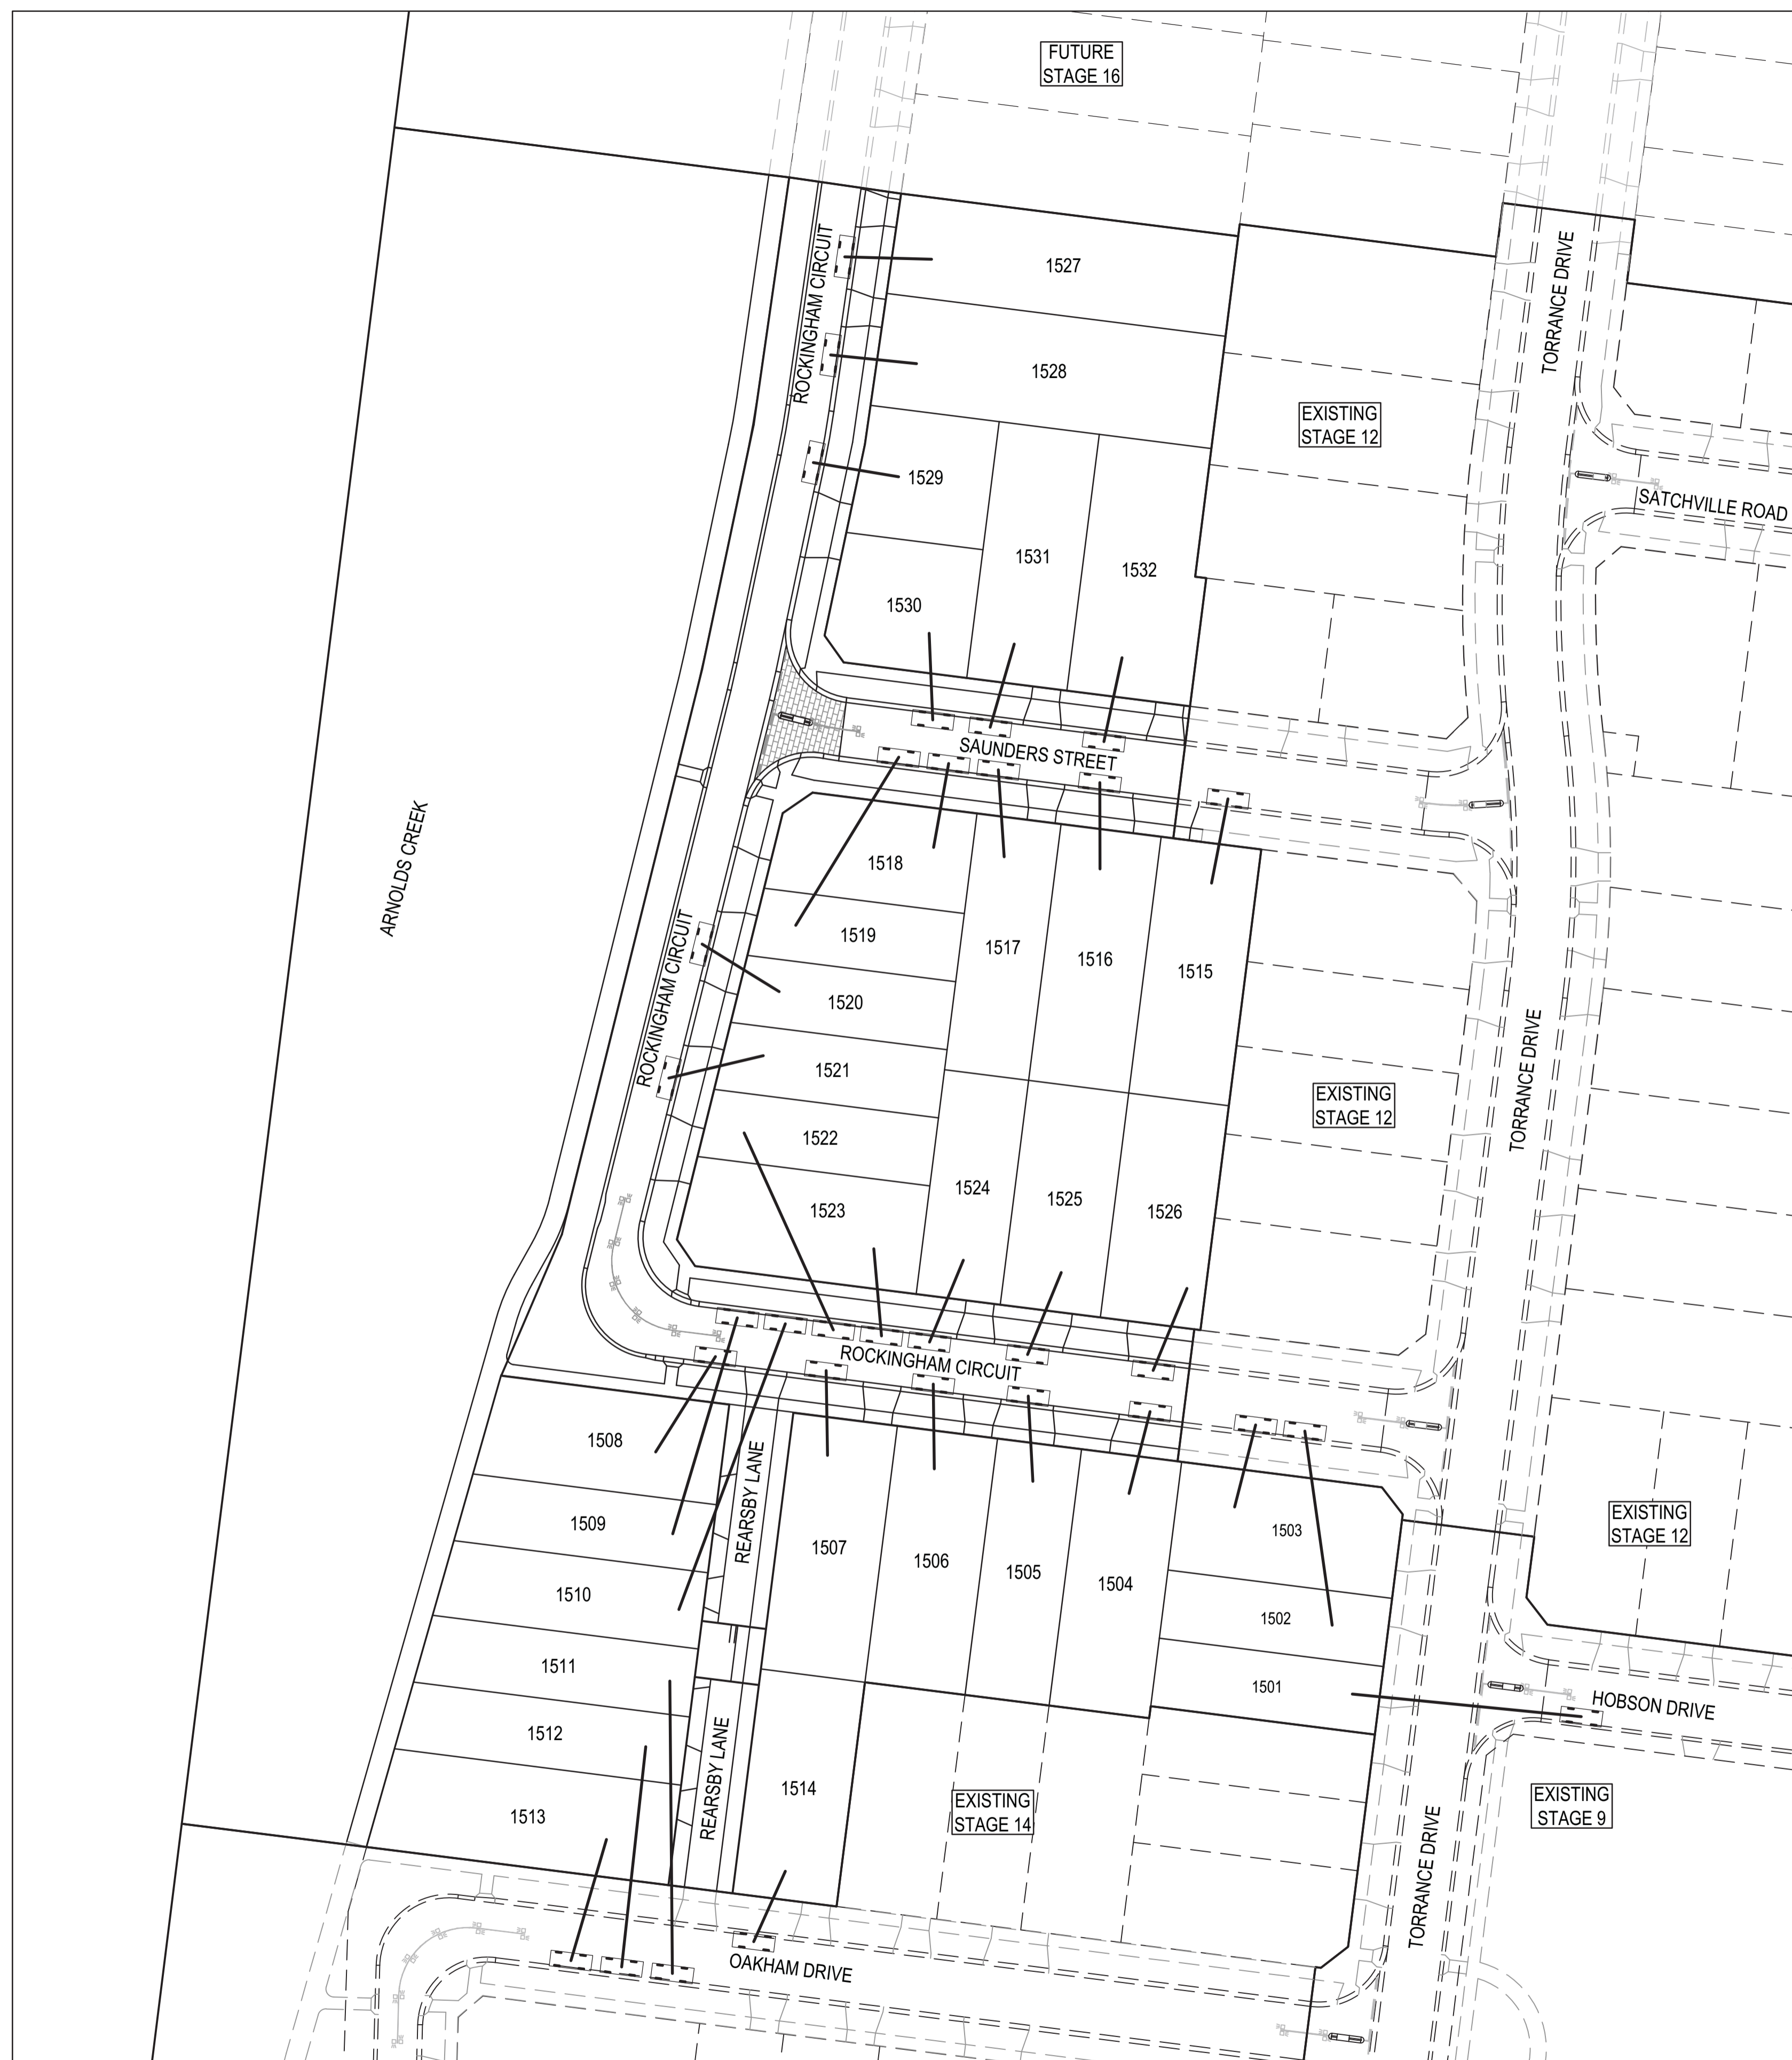 FUTURE
STAGE 16
ROCKINGHAM CIRCUIT
1527
TORRANCE DRIVE
1528
EXISTING
STAGE 12
1529
SATCHVILLE ROAD
1531
1532
1530
SAUNDERS STREET
ARNOLDS CREEK
1518
1519
1517
1516
1515
ROCKINGHAM CIRCUIT
1520
1521
TORRANCE DRIVE
EXISTING
STAGE 12
1522
1524
1525
1526
1523
ROCKINGHAM CIRCUIT
1508
REARSBY LANE
1509
1507
1506
1505
1504
1503
EXISTING
STAGE 12
1510
1502
1511
1501
HOBSON DRIVE
1512
REARSBY LANE
1514
1513
EXISTING
STAGE 14
EXISTING
STAGE 9
TORRANCE DRIVE
OAKHAM DRIVE